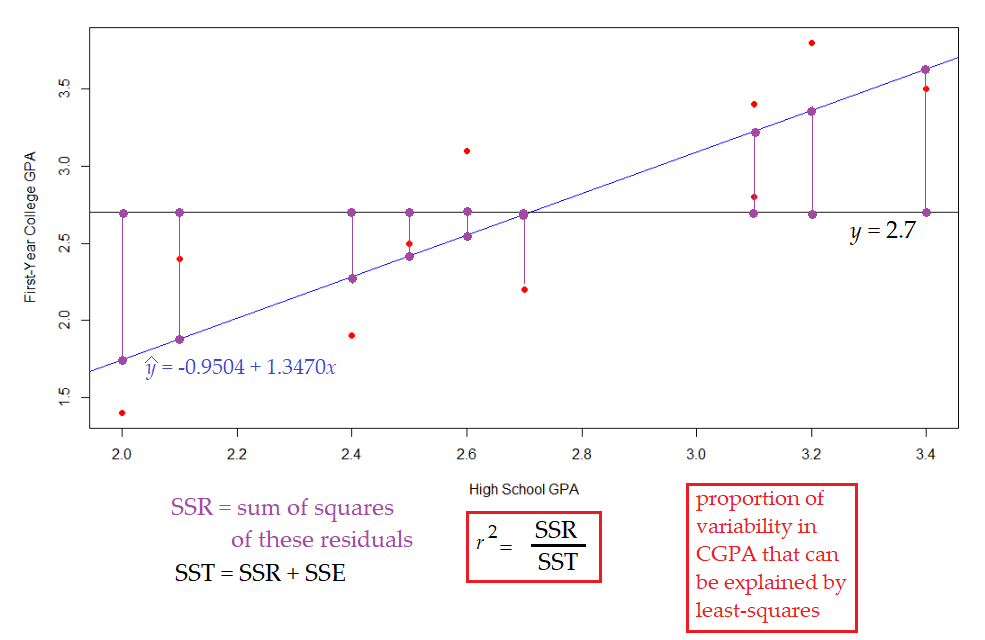 3.5
3.0
2.5
2.0
1.5
First-Year College GPA
y = 2.7
ŷ = -0.9504 + 1.3470x
2.0 2.2 2.4 2.6 2.8 3.0 3.2 3.4
High School GPA
SSR = sum of squares
of these residuals
SST = SSR + SSE
r² = SSR / SST
proportion of
variability in
CGPA that can
be explained by
least-squares